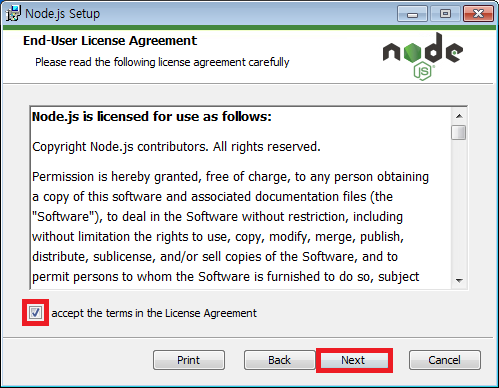 Node.js Setup
End-User License Agreement
Please read the following license agreement carefully
node
JS
Node.js is licensed for use as follows:
Copyright Node.js contributors. All rights reserved.
Permission is hereby granted, free of charge, to any person obtaining
a copy of this software and associated documentation files (the
"Software"), to deal in the Software without restriction, including
without limitation the rights to use, copy, modify, merge, publish,
distribute, sublicense, and/or sell copies of the Software, and to
permit persons to whom the Software is furnished to do so, subject
accept the terms in the License Agreement
Print Back Next Cancel